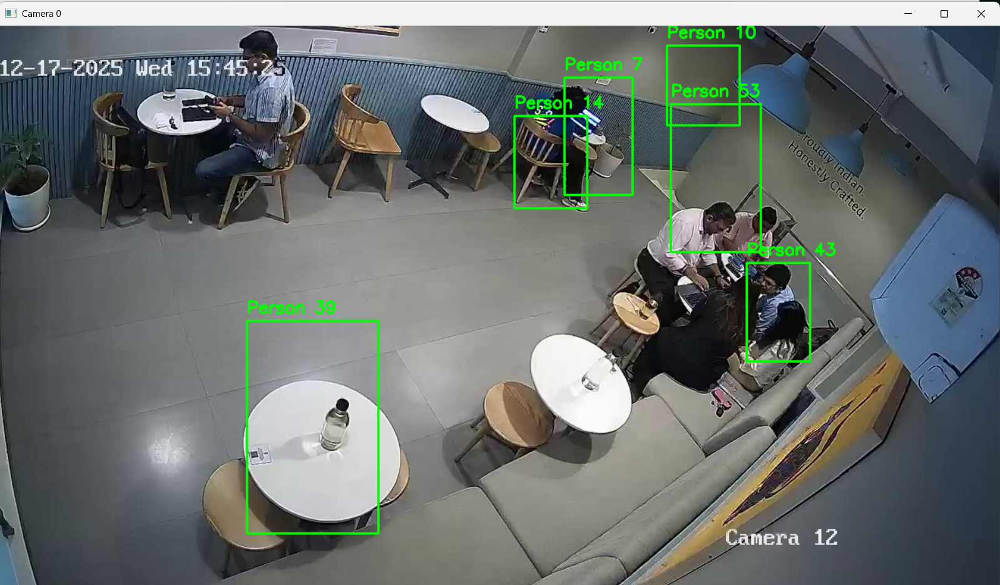 Camera 0
Person 10
Person 7
12-17-2025 Wed 15:45:2
Person 53
Person 14
Proudly Indian.
Honestly Crafted.
Person 43
Person 39
Camera 12